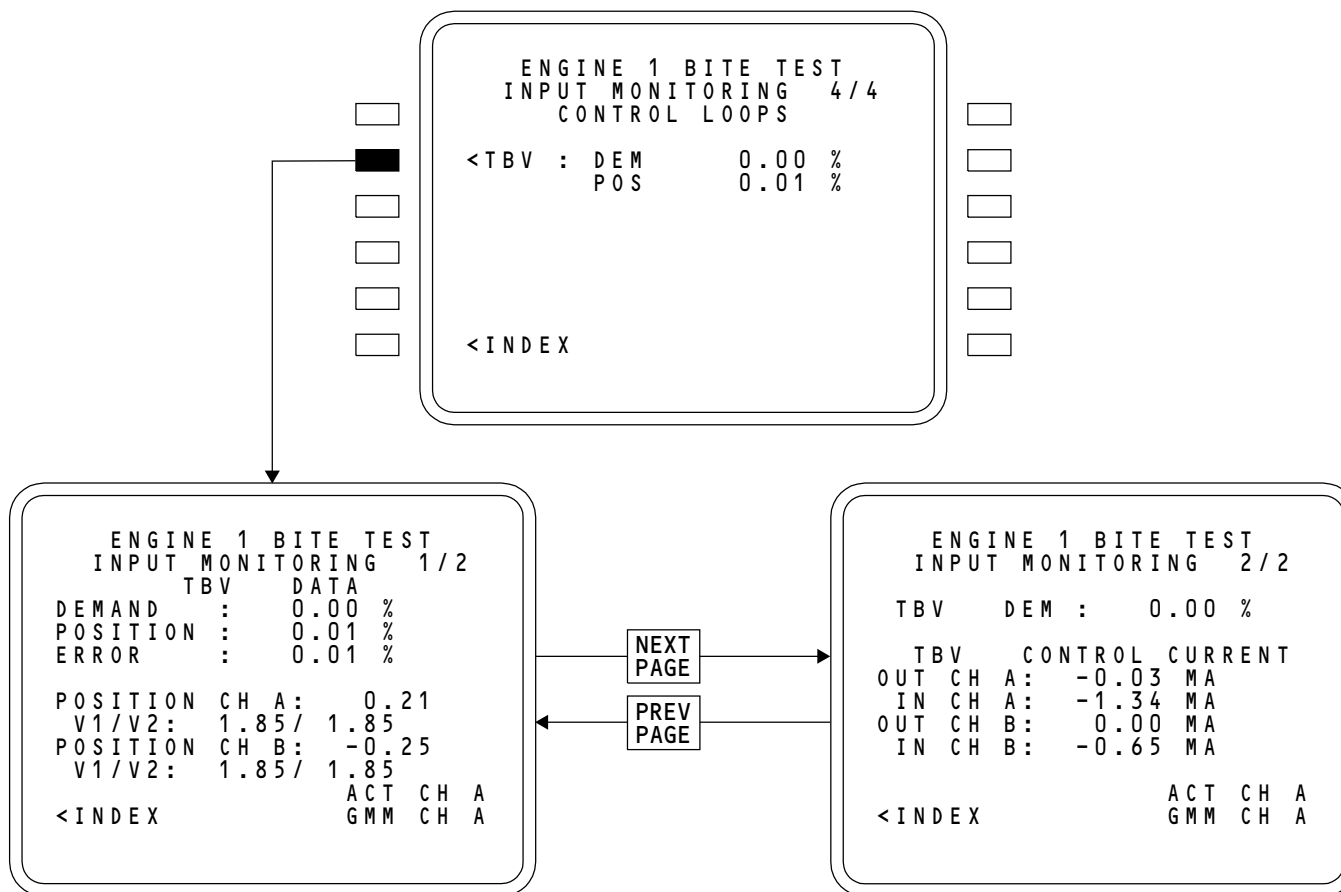 ENGINE 1 BITE TEST
INPUT MONITORING 4/4
CONTROL LOOPS
<TBV : DEM 0.00 %
POS 0.01 %
<INDEX
ENGINE 1 BITE TEST
INPUT MONITORING 1/2
TBV DATA
DEMAND : 0.00 %
POSITION : 0.01 %
ERROR : 0.01 %
POSITION CH A: 0.21
V1/V2: 1.85/ 1.85
POSITION CH B: -0.25
V1/V2: 1.85/ 1.85
ACT CH A
<INDEX GMM CH A
NEXT
PAGE
PREV
PAGE
ENGINE 1 BITE TEST
INPUT MONITORING 2/2
TBV DEM : 0.00 %
TBV CONTROL CURRENT
OUT CH A: -0.03 MA
IN CH A: -1.34 MA
OUT CH B: 0.00 MA
IN CH B: -0.65 MA
ACT CH A
<INDEX GMM CH A